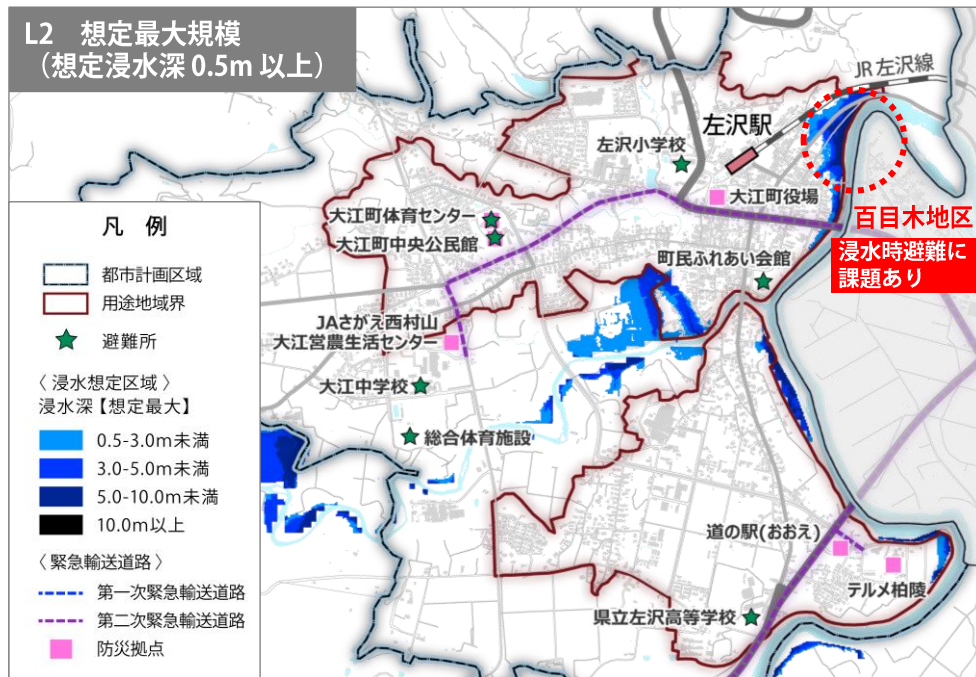 L2 想定最大規模
（想定浸水深 0.5m 以上）
JR 左沢線
左沢駅
左沢小学校
大江町役場
百目木地区
浸水時避難に
課題あり
大江町体育センター
大江町中央公民館
町民ふれあい会館
JAさがえ西村山
大江営農生活センター
大江中学校
総合体育施設
道の駅(おおえ)
テルメ柏陵
県立左沢高等学校
凡 例
都市計画区域
用途地域界
避難所
〈 浸水想定区域 〉
浸水深【想定最大】
0.5-3.0m未満
3.0-5.0m未満
5.0-10.0m未満
10.0m以上
〈 緊急輸送道路 〉
第一次緊急輸送道路
第二次緊急輸送道路
防災拠点